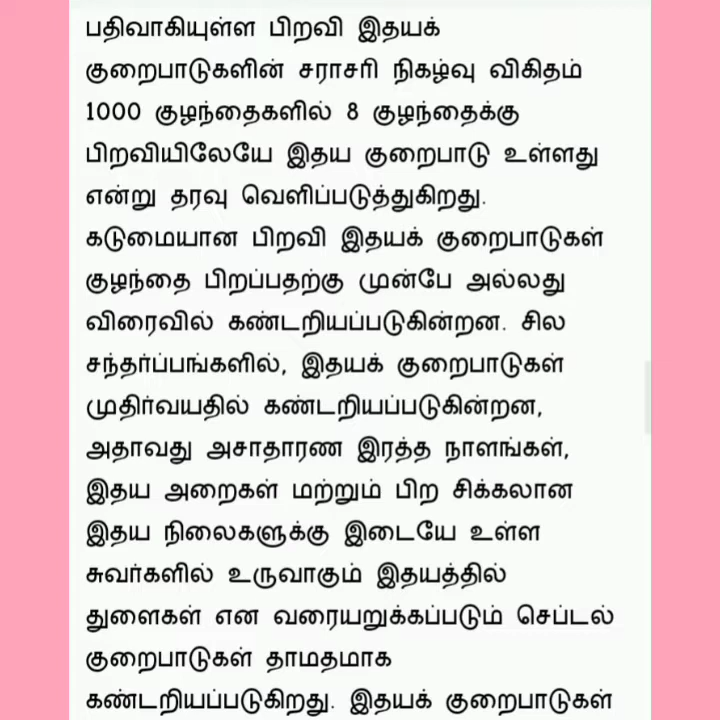 பதிவாகியுள்ள பிறவி இதயக்
குறைபாடுகளின் சராசரி நிகழ்வு விகிதம்
1000 குழந்தைகளில் 8 குழந்தைக்கு
பிறவியிலேயே இதய குறைபாடு உள்ளது
என்று தரவு வெளிப்படுத்துகிறது.
கடுமையான பிறவி இதயக் குறைபாடுகள்
குழந்தை பிறப்பதற்கு முன்பே அல்லது
விரைவில் கண்டறியப்படுகின்றன. சில
சந்தர்ப்பங்களில், இதயக் குறைபாடுகள்
முதிர்வயதில் கண்டறியப்படுகின்றன,
அதாவது அசாதாரண இரத்த நாளங்கள்,
இதய அறைகள் மற்றும் பிற சிக்கலான
இதய நிலைகளுக்கு இடையே உள்ள
சுவர்களில் உருவாகும் இதயத்தில்
துளைகள் என வரையறுக்கப்படும் செப்டல்
குறைபாடுகள் தாமதமாக
கண்டறியப்படுகிறது. இதயக் குறைபாடுகள்